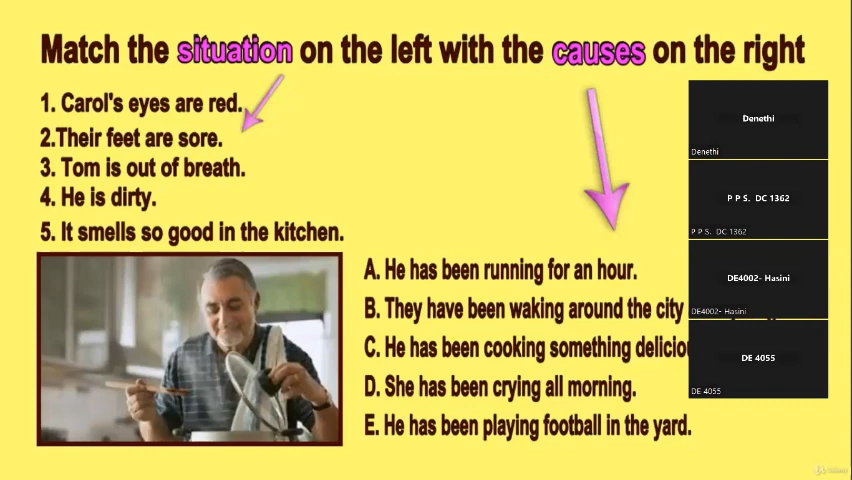 Match the situation on the left with the causes on the right
1. Carol's eyes are red.
2.Their feet are sore.
3. Tom is out of breath.
4. He is dirty.
5. It smells so good in the kitchen.
A. He has been running for an hour.
B. They have been waking around the city
C. He has been cooking something
D. She has been crying all morning.
E. He has been playing football in the yard.
Denethi
Denethi
P P S. DC 1362
P P S. DC 1362
DE4002- Hasini
DE4002- Hasini
DE 4055
DE 4055